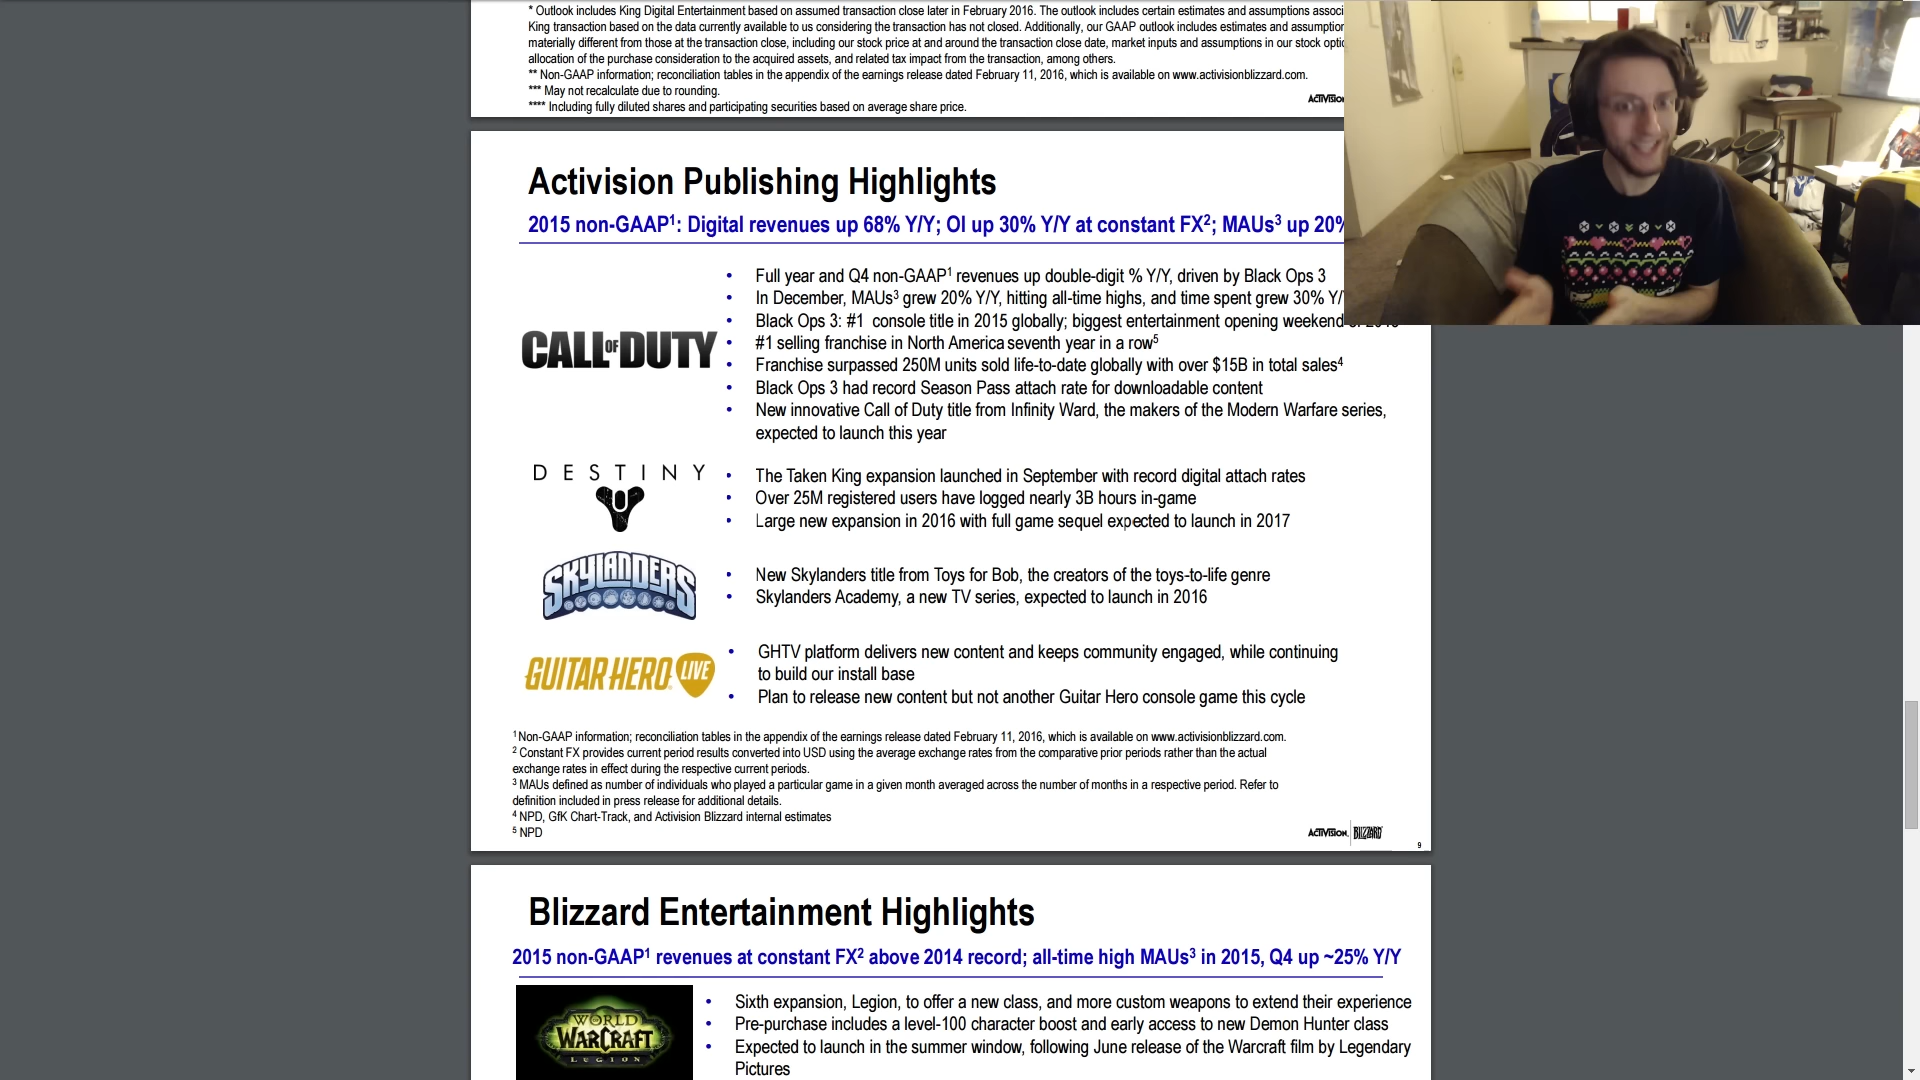 * Outlook includes King Digital Entertainment based on assumed transaction close later in February 2016. The outlook includes certain estimates and assumptions
King transaction based on the data currently available to us considering the transaction has not closed. Additionally, our GAAP outlook includes estimates and
materially different from those at the transaction close, including our stock price at and around the transaction close date, market inputs and assumptions in our stock
allocation of the purchase consideration to the acquired assets, and related tax impact from the transaction, among others.
** Non-GAAP information; reconciliation tables in the appendix of the earnings release dated February 11, 2016, which is available on www.activisionblizzard.com.
*** May not recalculate due to rounding.
**** Including fully diluted shares and participating securities based on average share price.
Activision Publishing Highlights
2015 non-GAAP¹: Digital revenues up 68% Y/Y; OI up 30% Y/Y at constant FX²; MAUs³ up 20%
CALL OF DUTY
• Full year and Q4 non-GAAP¹ revenues up double-digit % Y/Y, driven by Black Ops 3
• In December, MAUs³ grew 20% Y/Y, hitting all-time highs, and time spent grew 30% Y/
• Black Ops 3: #1 console title in 2015 globally; biggest entertainment opening weekend
• #1 selling franchise in North America seventh year in a row⁵
• Franchise surpassed 250M units sold life-to-date globally with over $15B in total sales⁴
• Black Ops 3 had record Season Pass attach rate for downloadable content
• New innovative Call of Duty title from Infinity Ward, the makers of the Modern Warfare series,
expected to launch this year
DESTINY
• The Taken King expansion launched in September with record digital attach rates
• Over 25M registered users have logged nearly 3B hours in-game
• Large new expansion in 2016 with full game sequel expected to launch in 2017
SKYLANDERS
• New Skylanders title from Toys for Bob, the creators of the toys-to-life genre
• Skylanders Academy, a new TV series, expected to launch in 2016
GUITAR HERO LIVE
• GHTV platform delivers new content and keeps community engaged, while continuing
to build our install base
• Plan to release new content but not another Guitar Hero console game this cycle
¹ Non-GAAP information; reconciliation tables in the appendix of the earnings release dated February 11, 2016, which is available on www.activisionblizzard.com.
² Constant FX provides current period results converted into USD using the average exchange rates from the comparative prior periods rather than the actual
exchange rates in effect during the respective current periods.
³ MAUs defined as number of individuals who played a particular game in a given month averaged across the number of months in a respective period. Refer to
definition included in press release for additional details.
⁴ NPD, GfK Chart-Track, and Activision Blizzard internal estimates
⁵ NPD
ACTIVISION. BLIZZARD
9
Blizzard Entertainment Highlights
2015 non-GAAP¹ revenues at constant FX² above 2014 record; all-time high MAUs³ in 2015, Q4 up ~25% Y/Y
WORLD OF WARCRAFT LEGION
• Sixth expansion, Legion, to offer a new class, and more custom weapons to extend their experience
• Pre-purchase includes a level-100 character boost and early access to new Demon Hunter class
• Expected to launch in the summer window, following June release of the Warcraft film by Legendary
Pictures